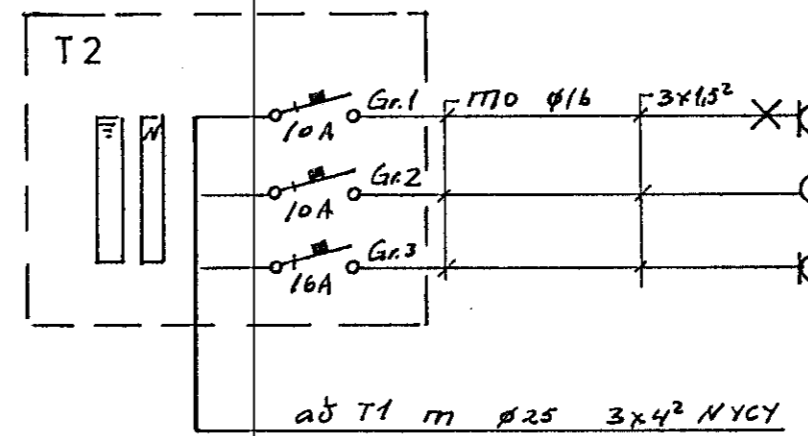 T2
N
Gr.1
10A
mo ø16
3x1,5²
Gr.2
10A
Gr.3
16A
að T1 m ø25 3x4² NYCY